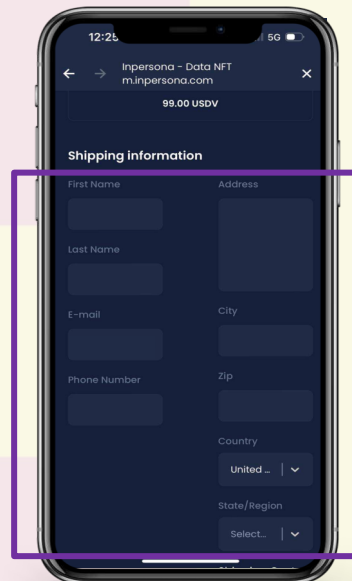 12:25
5G
Inpersona - Data NFT
m.inpersona.com
99.00 USDV
Shipping information
First Name
Address
Last Name
E-mail
City
Phone Number
Zip
Country
United ...
State/Region
Select...